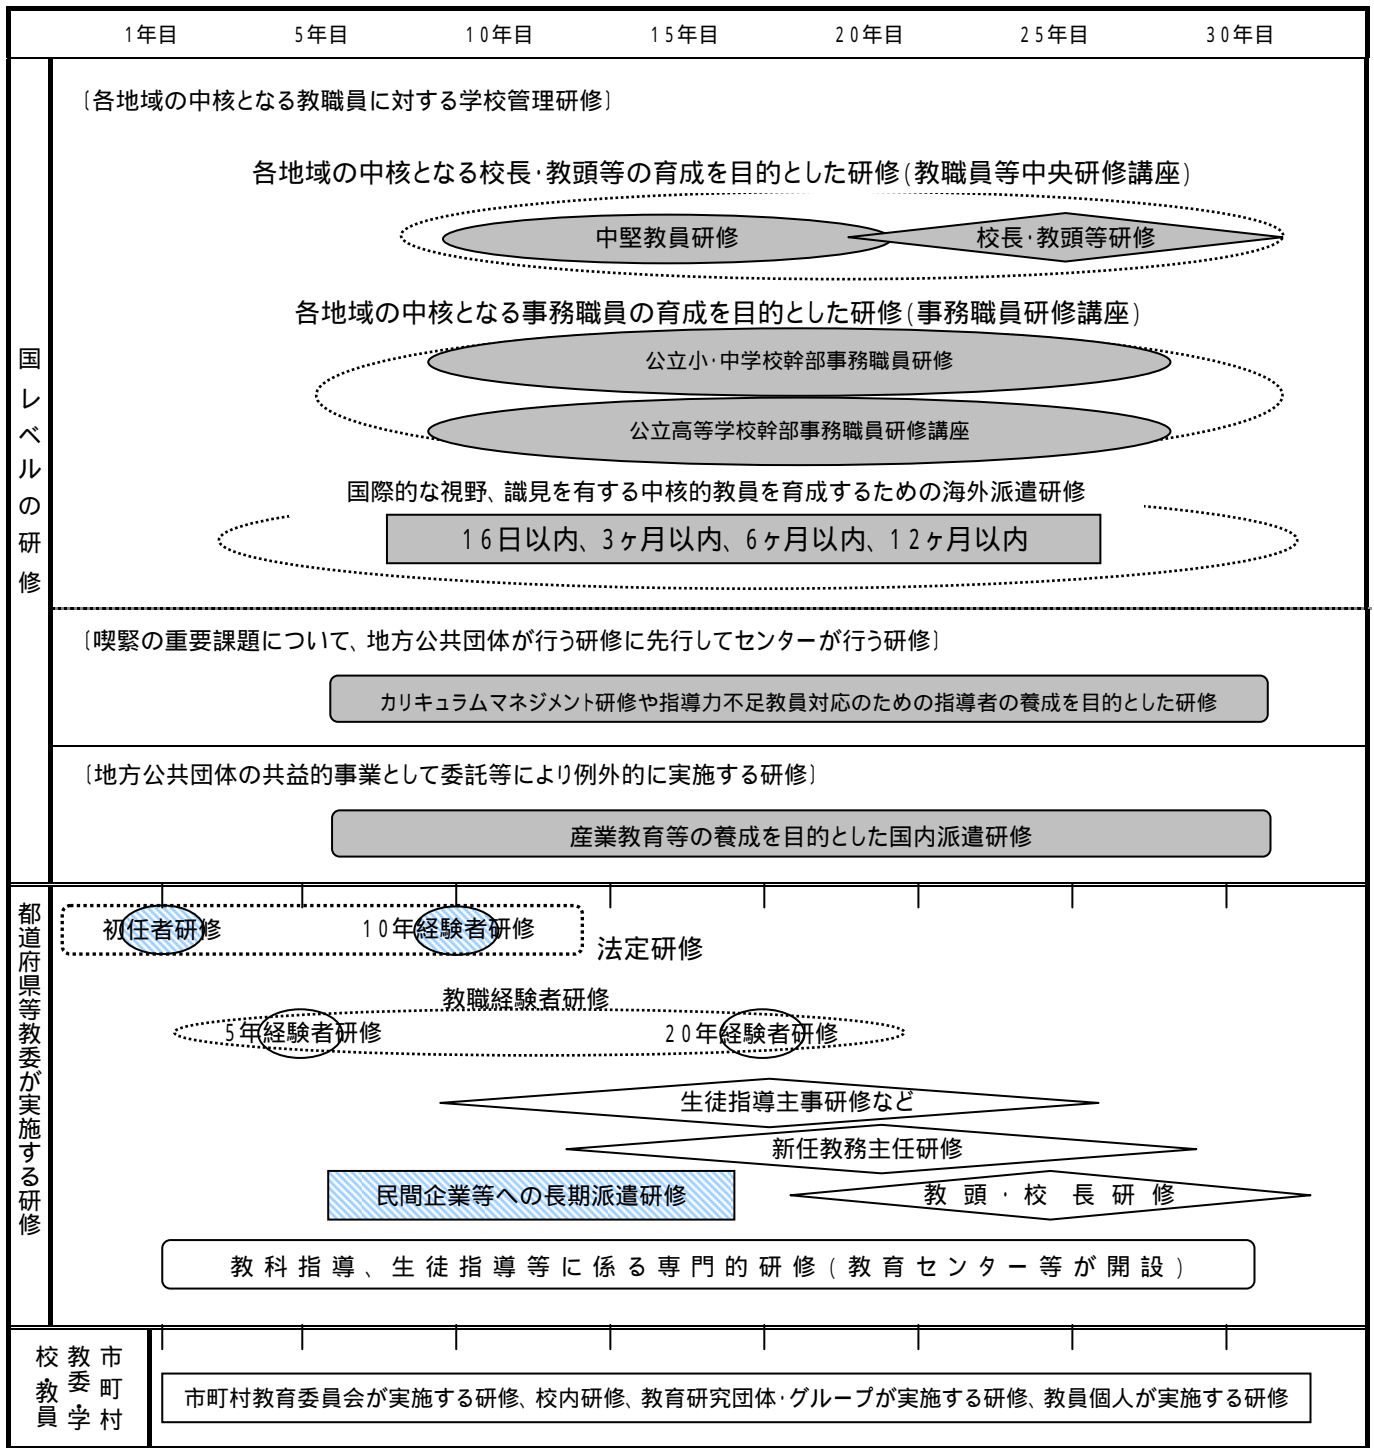 1年目 5年目 10年目 15年目 20年目 25年目 30年目
国レベルの研修
〔各地域の中核となる教職員に対する学校管理研修〕
各地域の中核となる校長・教頭等の育成を目的とした研修(教職員等中央研修講座)
中堅教員研修 校長・教頭等研修
各地域の中核となる事務職員の育成を目的とした研修(事務職員研修講座)
公立小・中学校幹部事務職員研修
公立高等学校幹部事務職員研修講座
国際的な視野、識見を有する中核的教員を育成するための海外派遣研修
16日以内、3ヶ月以内、6ヶ月以内、12ヶ月以内
〔喫緊の重要課題について、地方公共団体が行う研修に先行してセンターが行う研修〕
カリキュラムマネジメント研修や指導力不足教員対応のための指導者の養成を目的とした研修
〔地方公共団体の共益的事業として委託等により例外的に実施する研修〕
産業教育等の養成を目的とした国内派遣研修
都道府県等教委が実施する研修
初任者研修 10年経験者研修
法定研修
教職経験者研修
5年経験者研修 20年経験者研修
生徒指導主事研修など
新任教務主任研修
民間企業等への長期派遣研修 教頭・校長研修
教科指導、生徒指導等に係る専門的研修(教育センター等が開設)
市町村
教委・学
校・教員
市町村教育委員会が実施する研修、校内研修、教育研究団体・グループが実施する研修、教員個人が実施する研修